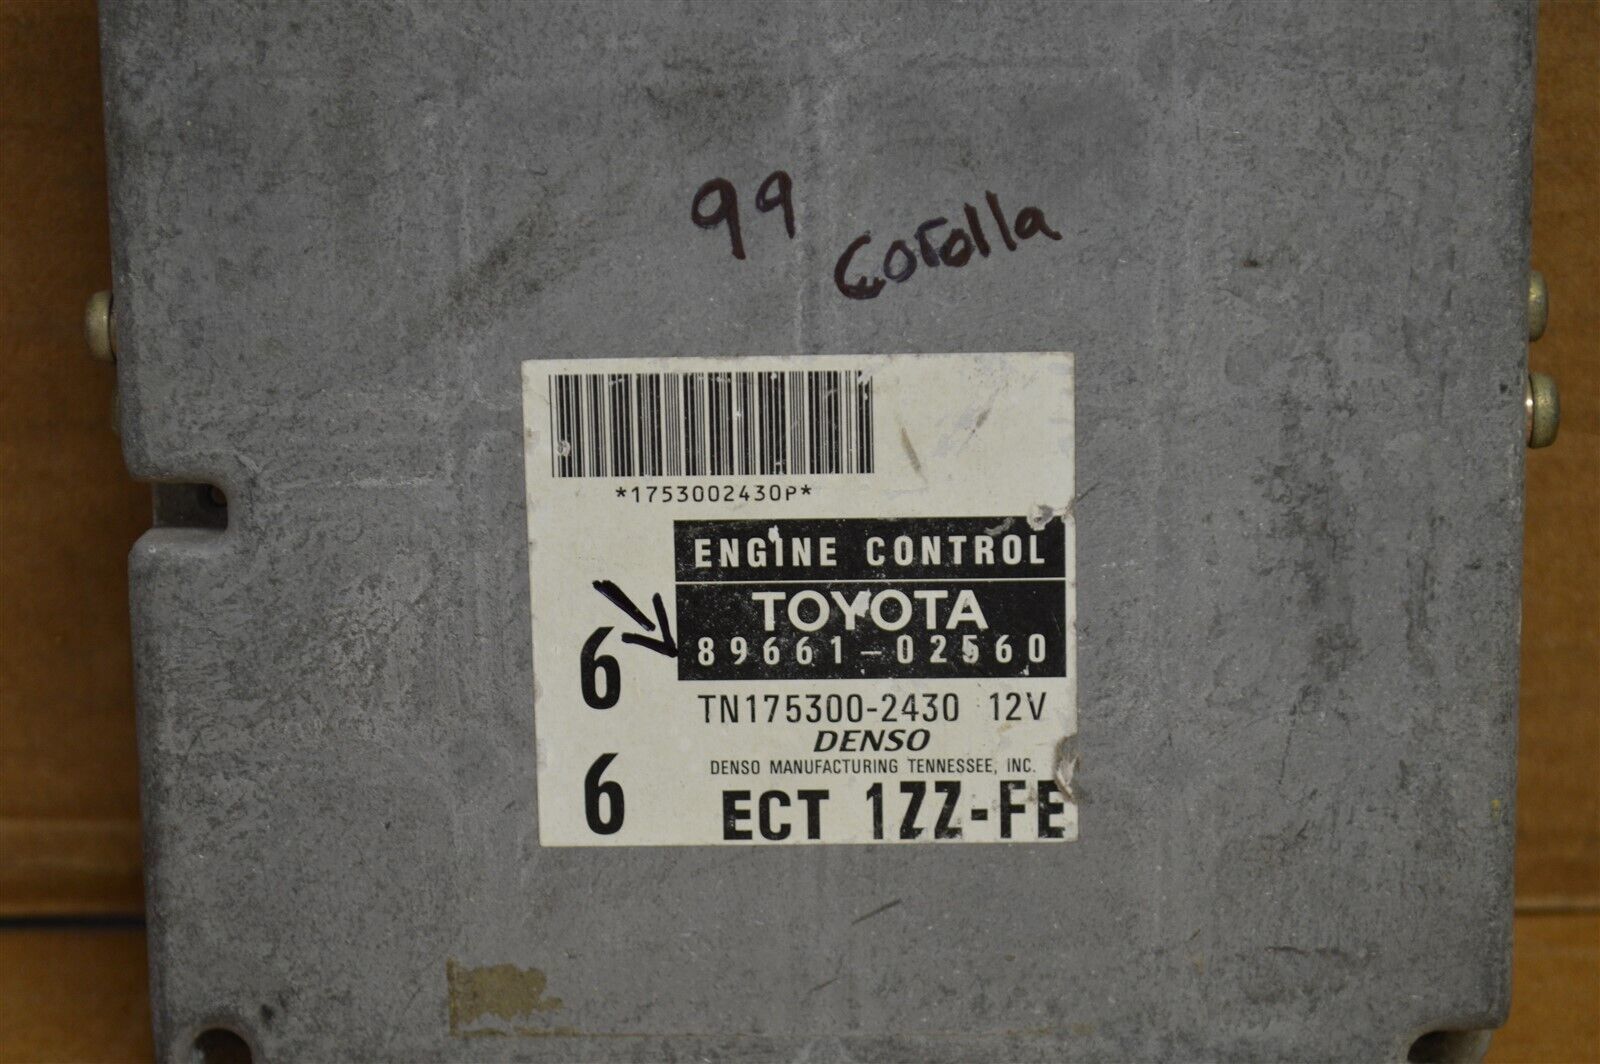 99 Corolla
*1753002430P*
ENGINE CONTROL
TOYOTA
6 89661-02560
TN175300-2430 12V
DENSO
DENSO MANUFACTURING TENNESSEE, INC.
6 ECT 1ZZ-FE